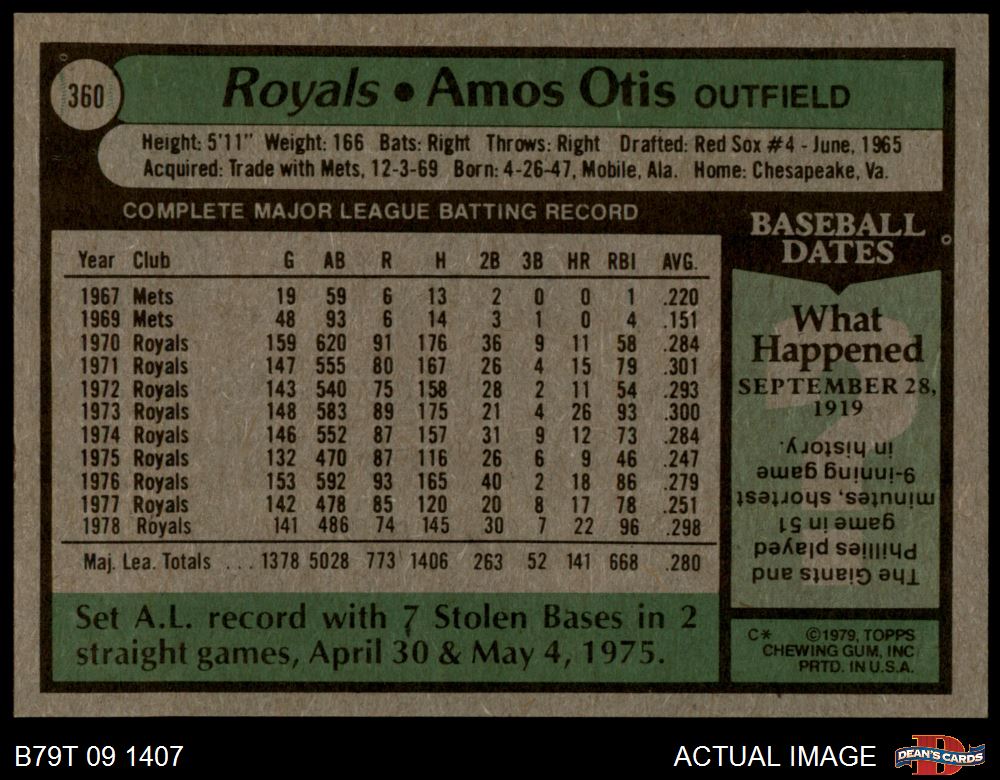 360
Royals • Amos Otis OUTFIELD
Height: 5'11" Weight: 166 Bats: Right Throws: Right Drafted: Red Sox #4 - June, 1965
Acquired: Trade with Mets, 12-3-69 Born: 4-26-47, Mobile, Ala. Home: Chesapeake, Va.
COMPLETE MAJOR LEAGUE BATTING RECORD
Year Club G AB R H 2B 3B HR RBI AVG.
1967 Mets 19 59 6 13 2 0 0 1 .220
1969 Mets 48 93 6 14 3 1 0 4 .151
1970 Royals 159 620 91 176 36 9 11 58 .284
1971 Royals 147 555 80 167 26 4 15 79 .301
1972 Royals 143 540 75 158 28 2 11 54 .293
1973 Royals 148 583 89 175 21 4 26 93 .300
1974 Royals 146 552 87 157 31 9 12 73 .284
1975 Royals 132 470 87 116 26 6 9 46 .247
1976 Royals 153 592 93 165 40 2 18 86 .279
1977 Royals 142 478 85 120 20 8 17 78 .251
1978 Royals 141 486 74 145 30 7 22 96 .298
Maj. Lea. Totals . . . 1378 5028 773 1406 263 52 141 668 .280
Set A.L. record with 7 Stolen Bases in 2
straight games, April 30 & May 4, 1975.
BASEBALL
DATES
What
Happened
SEPTEMBER 28,
1919
The Giants and
Phillies played
game in 51
minutes, shortest
9-inning game
in history.
C* ©1979, TOPPS
CHEWING GUM, INC
PRTD. IN U.S.A.
B79T 09 1407
ACTUAL IMAGE
D
DEAN'S CARDS